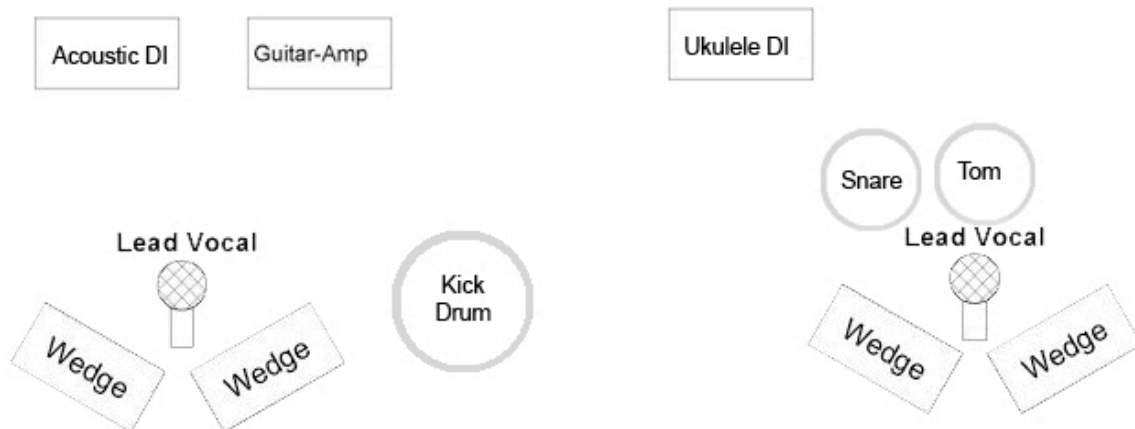 Acoustic DI
Guitar-Amp
Ukulele DI
Snare
Tom
Lead Vocal
Lead Vocal
Kick
Drum
Wedge
Wedge
Wedge
Wedge